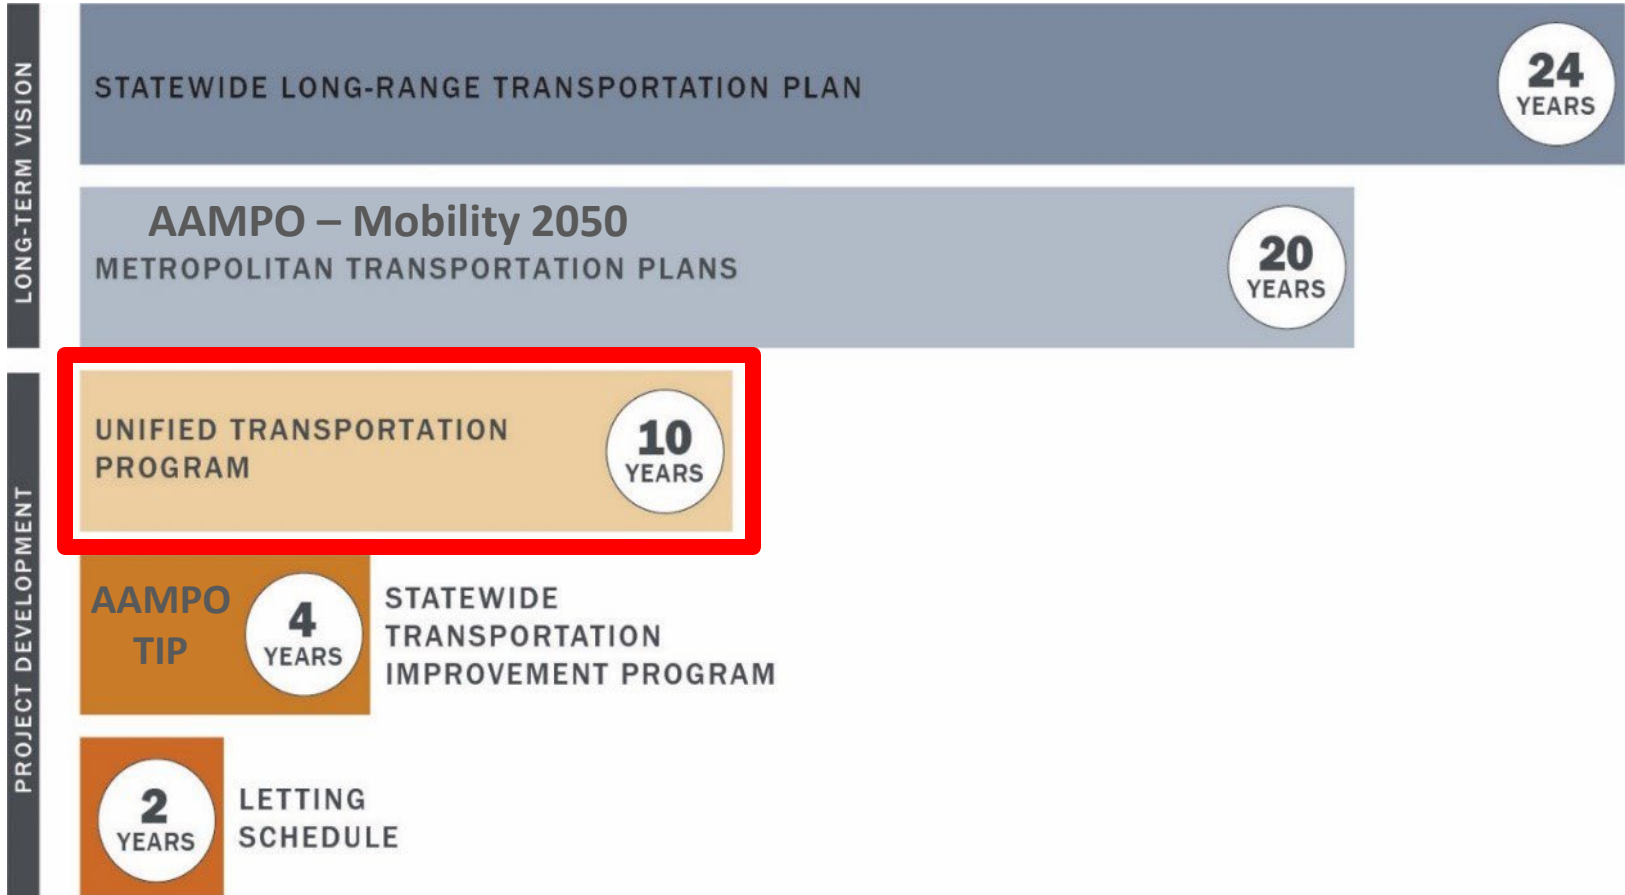 LONG-TERM VISION
STATEWIDE LONG-RANGE TRANSPORTATION PLAN
24
YEARS
AAMPO – Mobility 2050
METROPOLITAN TRANSPORTATION PLANS
20
YEARS
PROJECT DEVELOPMENT
UNIFIED TRANSPORTATION
PROGRAM
10
YEARS
AAMPO
TIP
4
YEARS
STATEWIDE
TRANSPORTATION
IMPROVEMENT PROGRAM
2
YEARS
LETTING
SCHEDULE